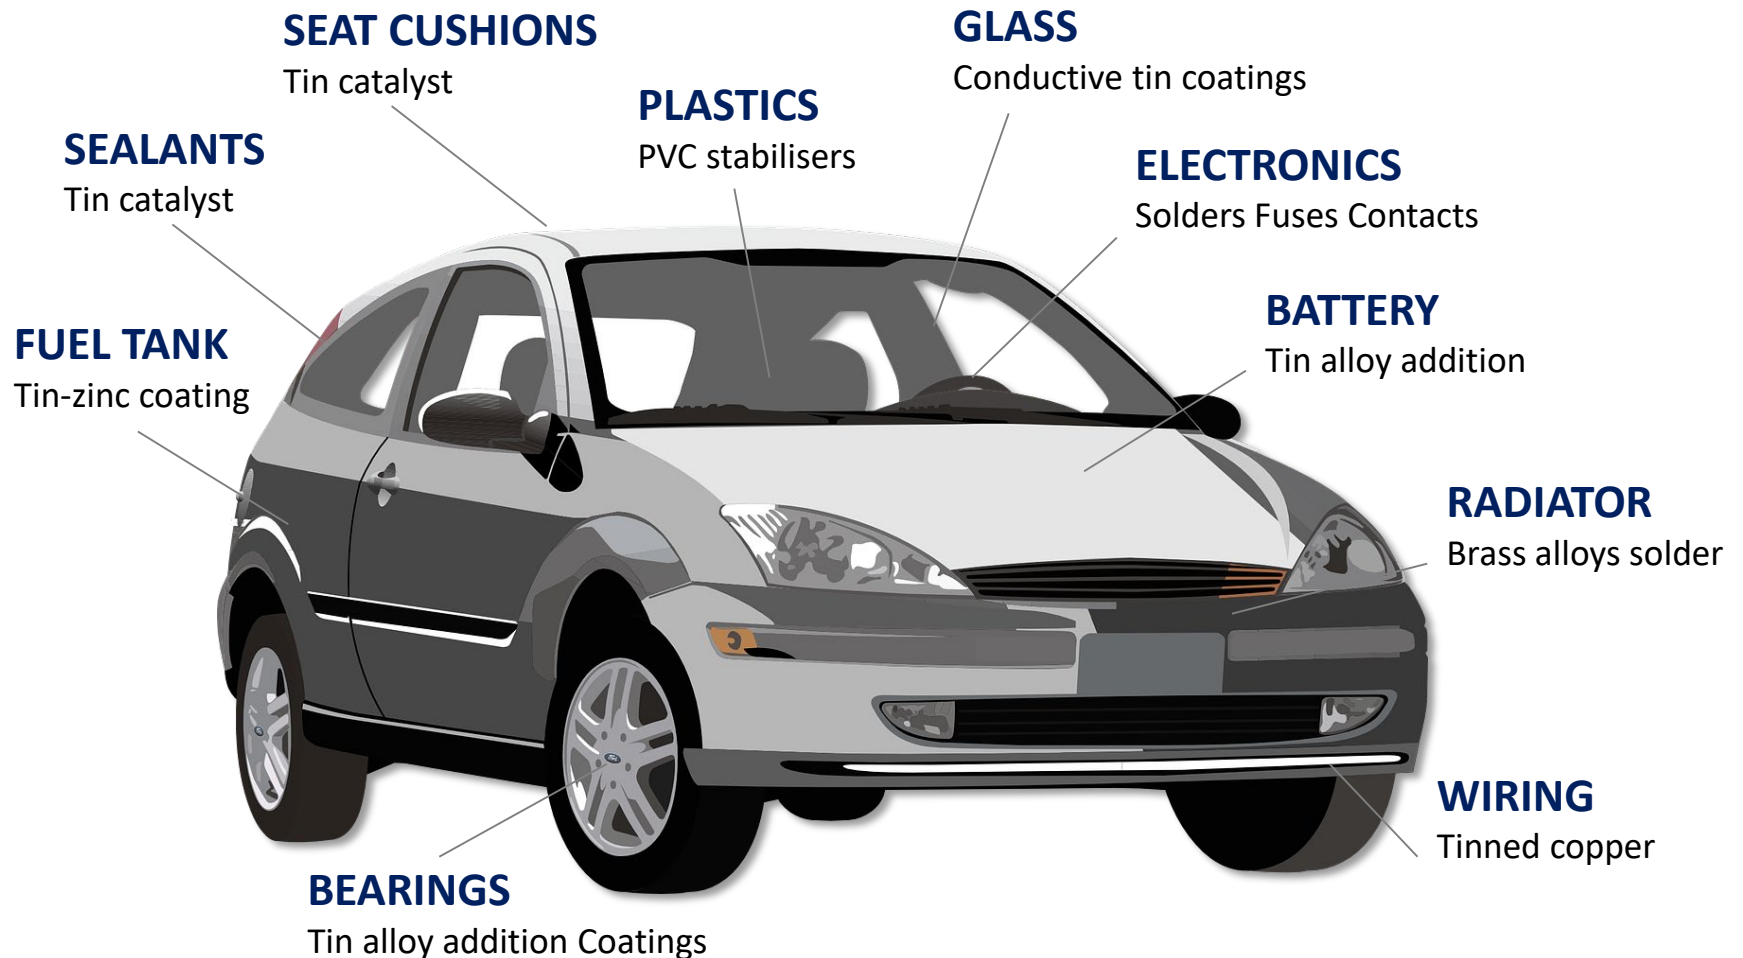 SEAT CUSHIONS
Tin catalyst
GLASS
Conductive tin coatings
PLASTICS
PVC stabilisers
SEALANTS
Tin catalyst
ELECTRONICS
Solders Fuses Contacts
BATTERY
Tin alloy addition
FUEL TANK
Tin-zinc coating
RADIATOR
Brass alloys solder
WIRING
Tinned copper
BEARINGS
Tin alloy addition Coatings